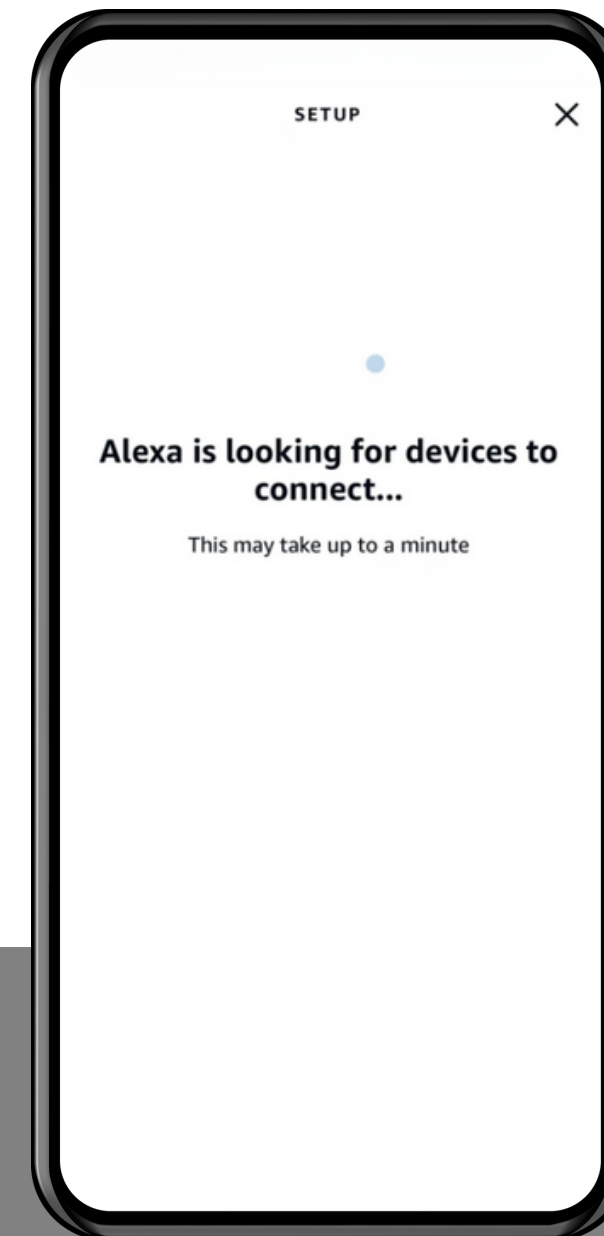 SETUP
Alexa is looking for devices to
connect...
This may take up to a minute